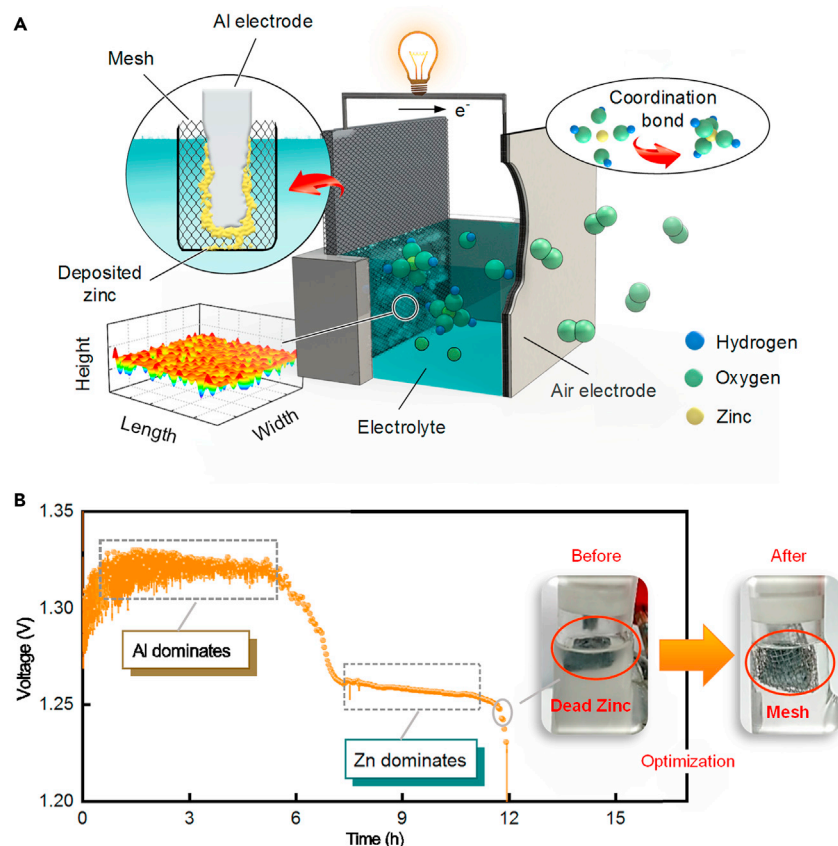 A
Al electrode
Mesh
e-
Coordination
bond
Deposited
zinc
Height
Length
Width
Electrolyte
Air electrode
Hydrogen
Oxygen
Zinc
B
1.35
1.30
1.25
1.20
Voltage (V)
Al dominates
Zn dominates
Before
After
Dead Zinc
Mesh
Optimization
0
3
6
9
12
15
Time (h)